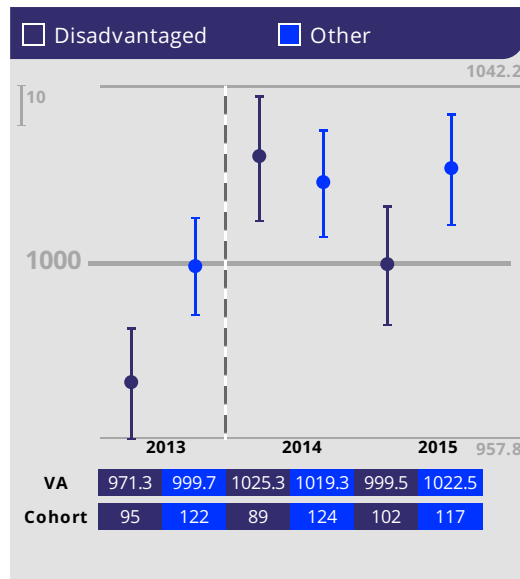 Disadvantaged Other
1042.2
10
1000
2013 2014 2015 957.8
VA 971.3 999.7 1025.3 1019.3 999.5 1022.5
Cohort 95 122 89 124 102 117